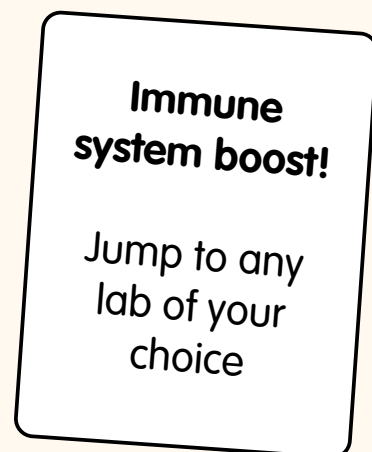 Immune
system boost!
Jump to any
lab of your
choice